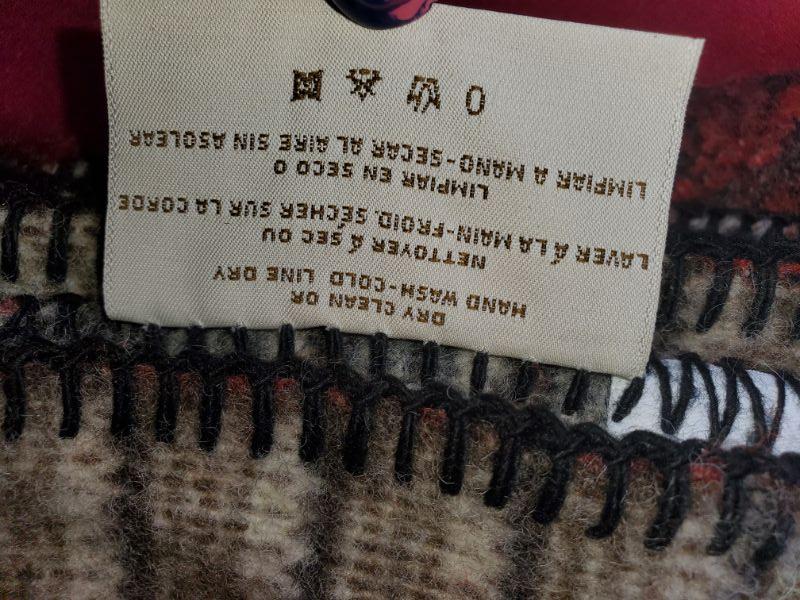 DRY CLEAN OR
HAND WASH-COLD LINE DRY
NETTOYER Á SEC OU
LAVER Á LA MAIN-FROID. SÉCHER SUR LA CORDE
LIMPIAR EN SECO O
LIMPIAR A MANO-SECAR AL AIRE SIN ASOLEAR